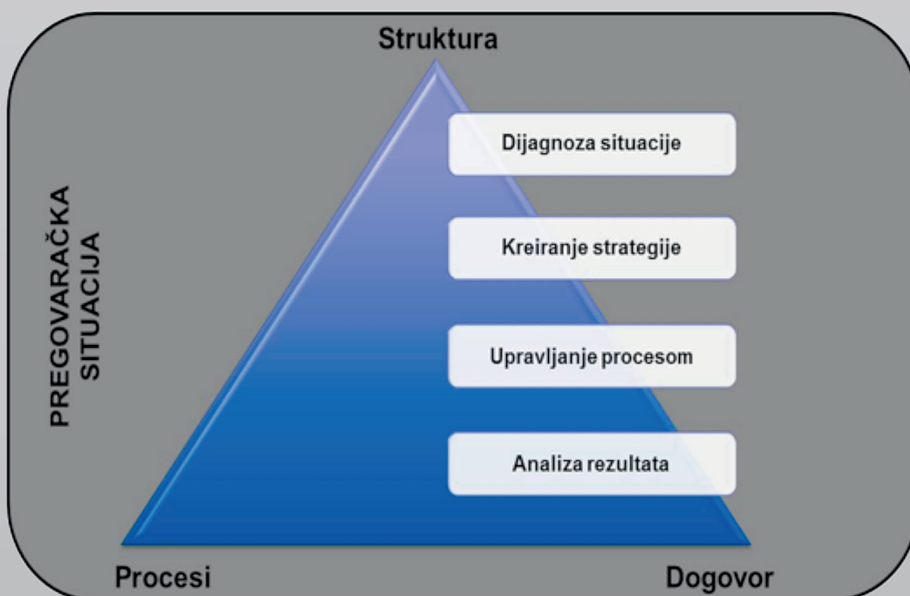 Struktura
PREGOVARAČKA
SITUACIJA
Dijagnoza situacije
Kreiranje strategije
Upravljanje procesom
Analiza rezultata
Procesi
Dogovor